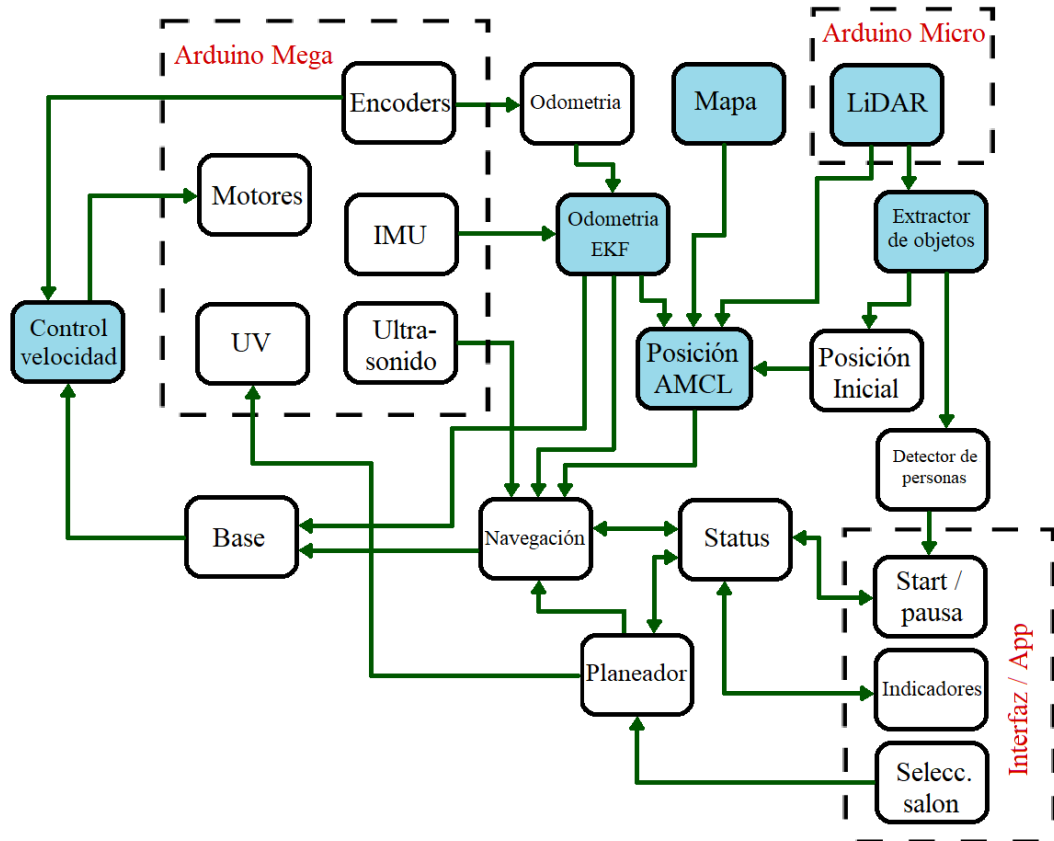 Arduino Mega
Arduino Micro
Encoders
Odometria
Mapa
LiDAR
Motores
IMU
Odometria
EKF
Extractor
de objetos
Control
velocidad
UV
Ultra-
sonido
Posición
AMCL
Posición
Inicial
Detector de
personas
Base
Navegación
Status
Start /
pausa
Planeador
Indicadores
Selecc.
salon
Interfaz / App